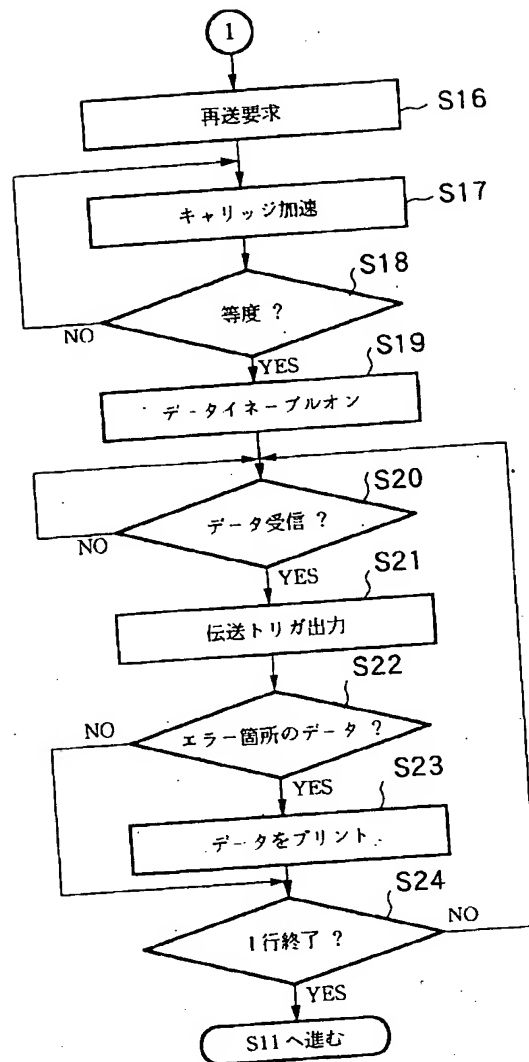 1
再送要求
S16
キャリッジ加速
S17
等度 ?
S18
NO
YES
S19
データイネーブルオン
S20
データ受信 ?
NO
YES
S21
伝送トリガ出力
S22
エラー箇所のデータ ?
NO
YES
S23
データをプリント
S24
1行終了 ?
NO
YES
S11へ進む